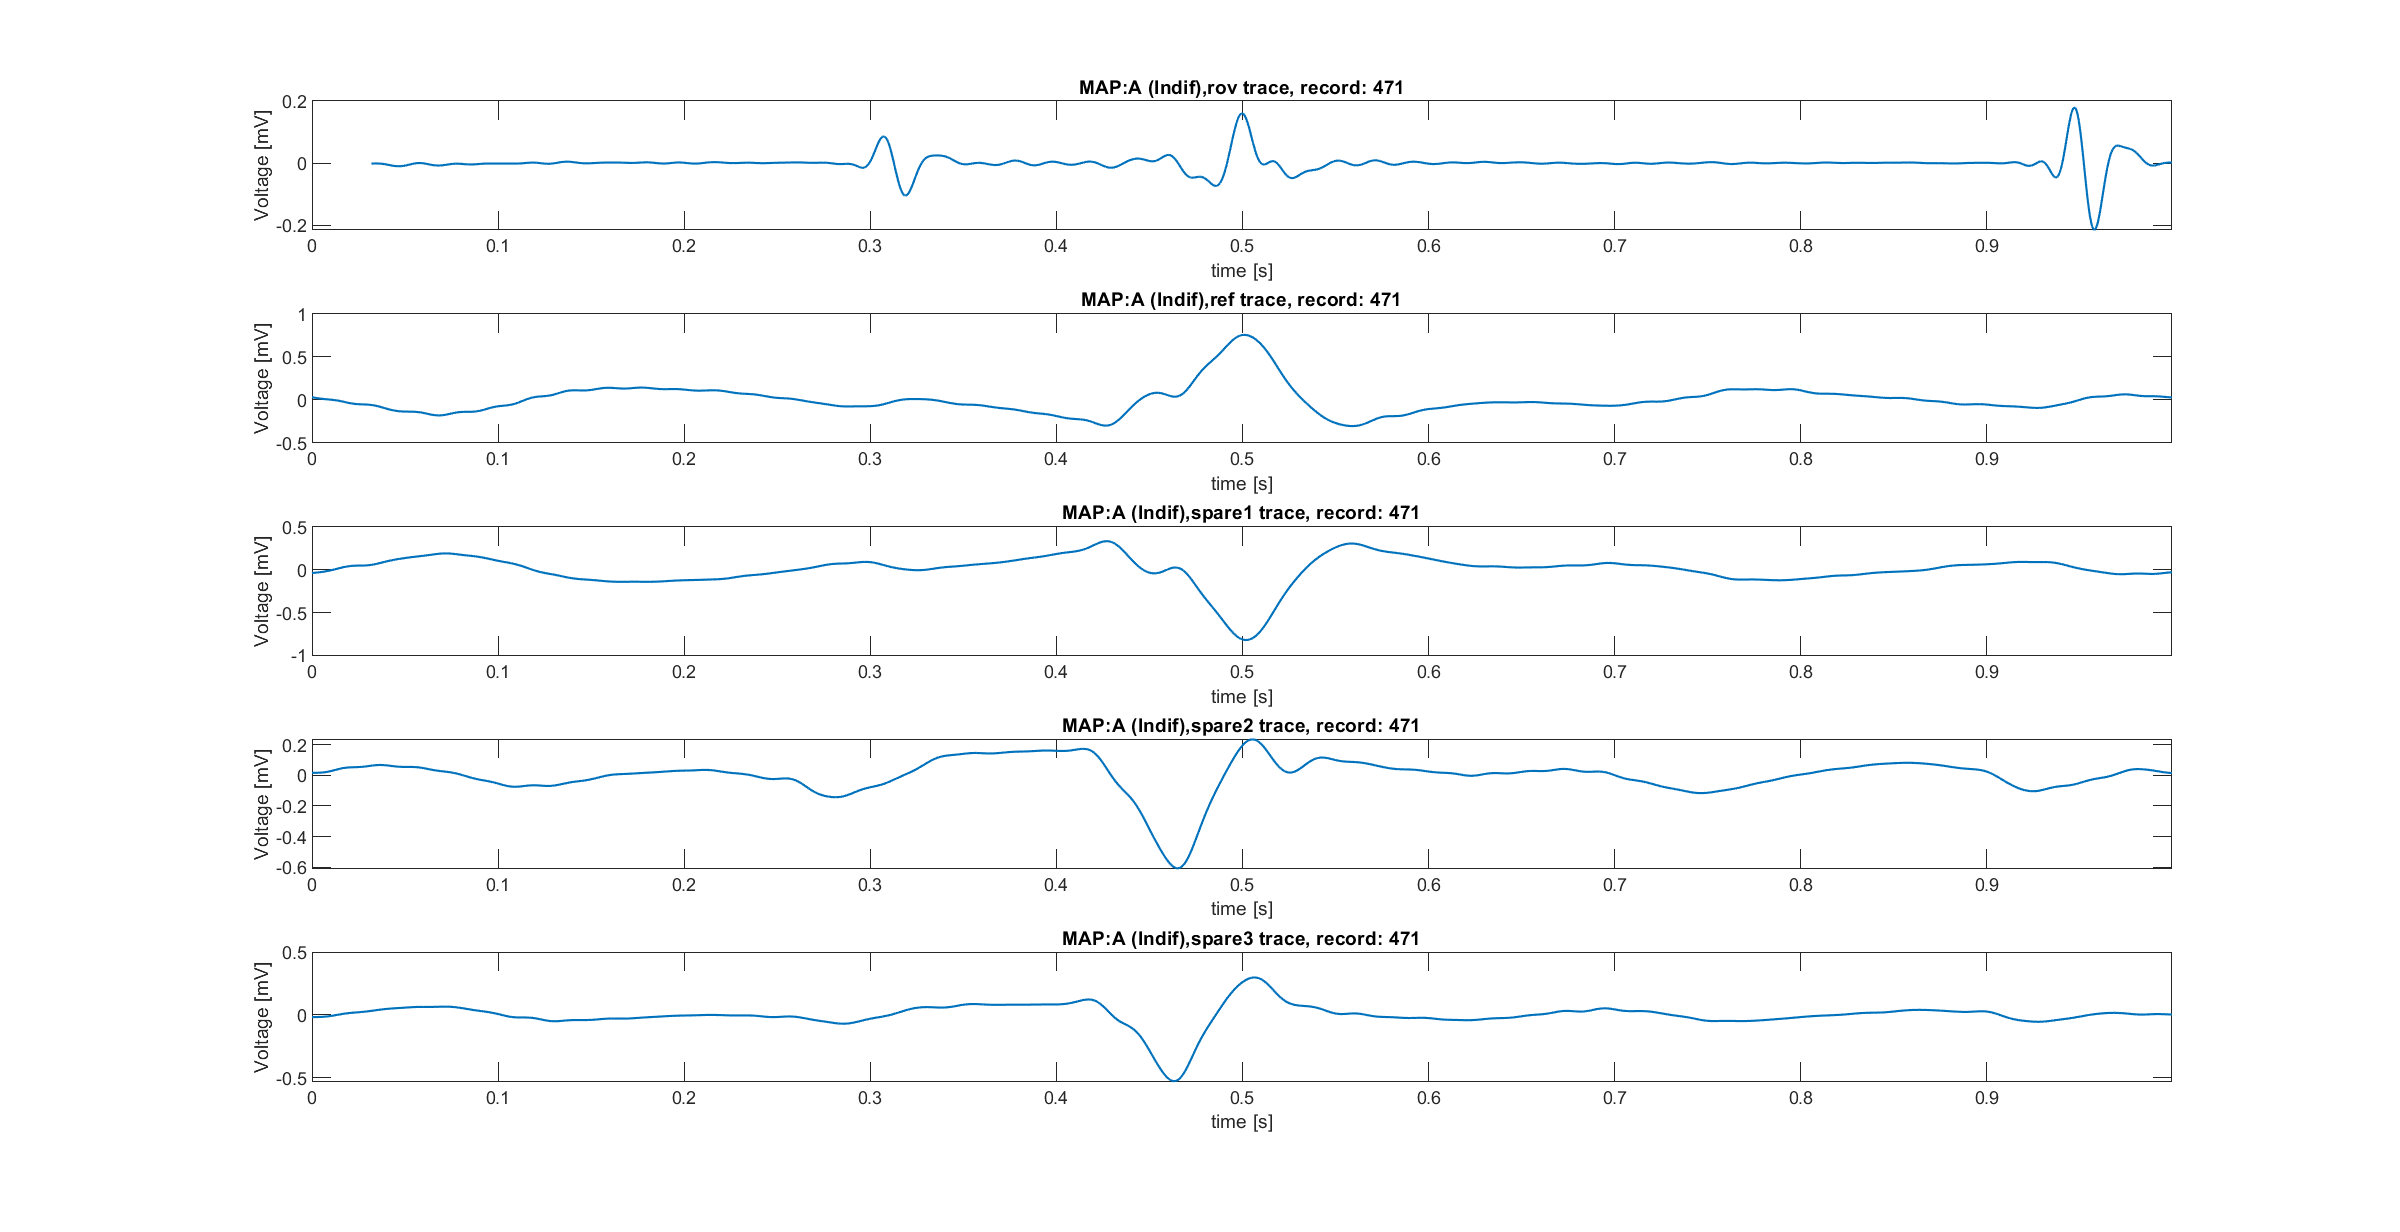 MAP:A (Indif),rov trace, record: 471
Voltage [mV]
0.2
0
-0.2
0 0.1 0.2 0.3 0.4 0.5 0.6 0.7 0.8 0.9
time [s]
MAP:A (Indif),ref trace, record: 471
Voltage [mV]
1
0.5
0
-0.5
0 0.1 0.2 0.3 0.4 0.5 0.6 0.7 0.8 0.9
time [s]
MAP:A (Indif),spare1 trace, record: 471
Voltage [mV]
0.5
0
-0.5
-1
0 0.1 0.2 0.3 0.4 0.5 0.6 0.7 0.8 0.9
time [s]
MAP:A (Indif),spare2 trace, record: 471
Voltage [mV]
0.2
0
-0.2
-0.4
-0.6
0 0.1 0.2 0.3 0.4 0.5 0.6 0.7 0.8 0.9
time [s]
MAP:A (Indif),spare3 trace, record: 471
Voltage [mV]
0.5
0
-0.5
0 0.1 0.2 0.3 0.4 0.5 0.6 0.7 0.8 0.9
time [s]